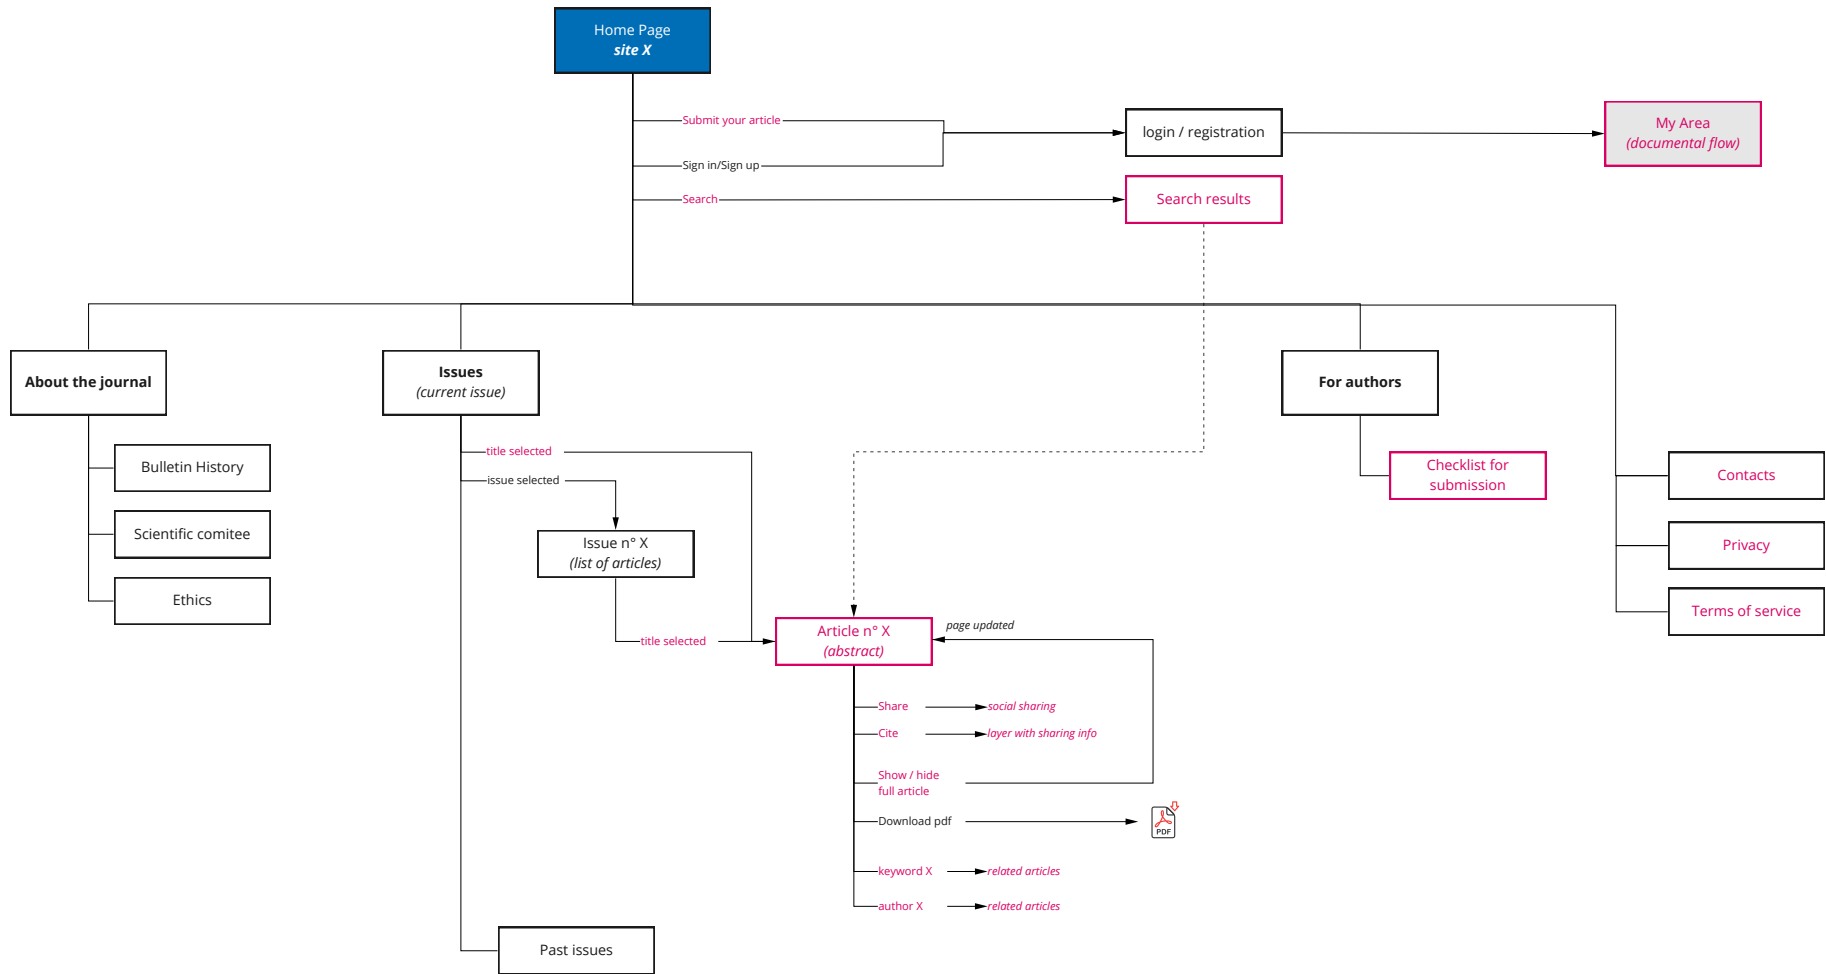 Home Page
site X
Submit your article
login / registration
My Area
(documental flow)
Sign in/Sign up
Search
Search results
About the journal
Issues
(current issue)
For authors
title selected
Bulletin History
Checklist for
submission
Contacts
issue selected
Scientific comitee
Issue n° X
(list of articles)
Privacy
Ethics
Terms of service
title selected
Article n° X
(abstract)
page updated
Share
social sharing
Cite
layer with sharing info
Show / hide
full article
Download pdf
PDF
keyword X
related articles
author X
related articles
Past issues